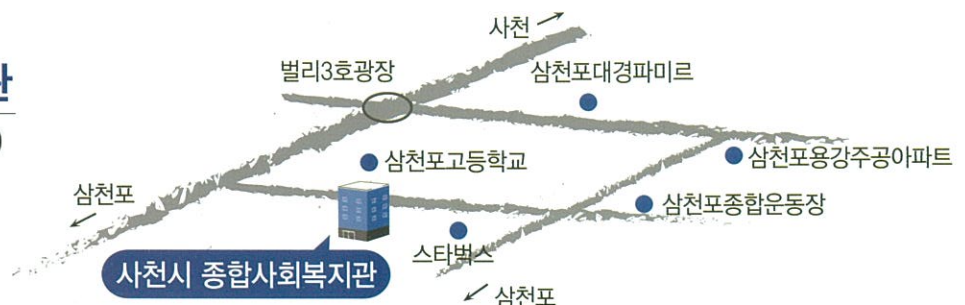 사천
관
벌리3호광장
삼천포대경파미르
)
삼천포고등학교
삼천포용강주공아파트
삼천포
삼천포종합운동장
스타벅스
사천시 종합사회복지관
삼천포